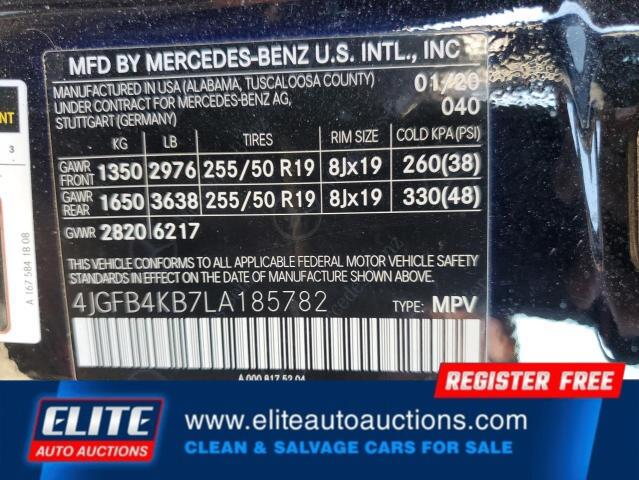 MFD BY MERCEDES-BENZ U.S. INTL., INC
MANUFACTURED IN USA (ALABAMA, TUSCALOOSA COUNTY) 01/20
UNDER CONTRACT FOR MERCEDES-BENZ AG, 040
STUTTGART (GERMANY)
KG LB TIRES RIM SIZE COLD KPA (PSI)
GAWR FRONT 1350 2976 255/50 R19 8Jx19 260(38)
GAWR REAR 1650 3638 255/50 R19 8Jx19 330(48)
GVWR 2820 6217
THIS VEHICLE CONFORMS TO ALL APPLICABLE FEDERAL MOTOR VEHICLE SAFETY
STANDARDS IN EFFECT ON THE DATE OF MANUFACTURE SHOWN ABOVE.
4JGFB4KB7LA185782 TYPE: MPV
A 000 817 52 04
A 167 584 18 08
3
REGISTER FREE
ELITE
AUTO AUCTIONS
www.eliteautoauctions.com
CLEAN & SALVAGE CARS FOR SALE